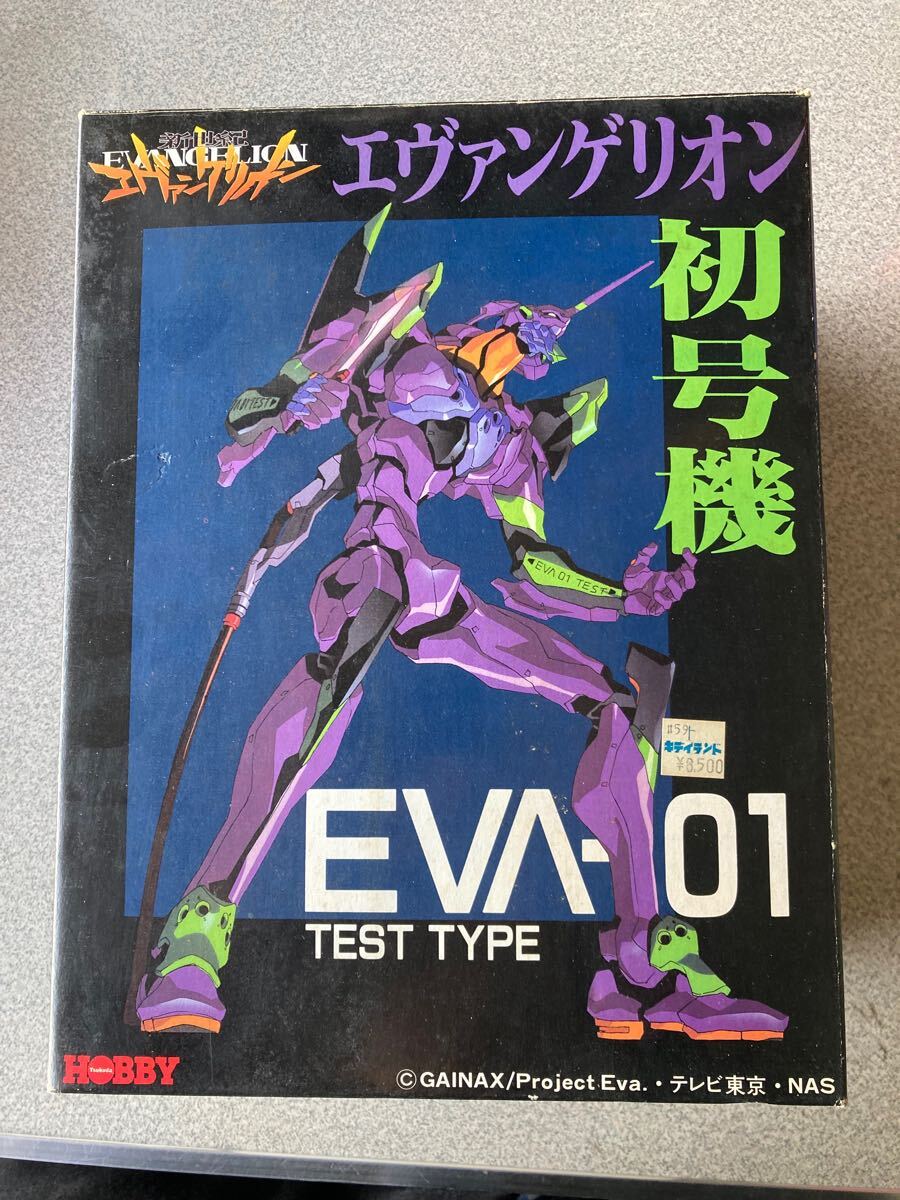 新世紀
EVANGELION
エヴァンゲリオン
エヴァンゲリオン
初号機
EVA 01 TEST
キデイランド
¥8,500
EVA-01
TEST TYPE
Tsukuda
HOBBY
©GAINAX/Project Eva.・テレビ東京・NAS